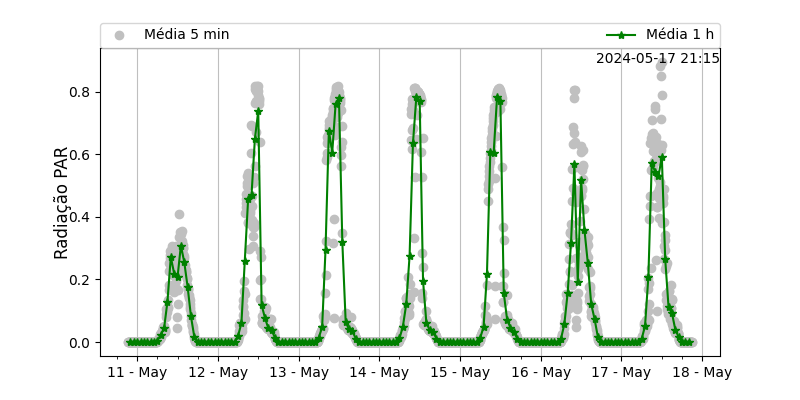 Média 5 min
Média 1 h
2024-05-17 21:15
Radiação PAR
0.8
0.6
0.4
0.2
0.0
11 - May
12 - May
13 - May
14 - May
15 - May
16 - May
17 - May
18 - May